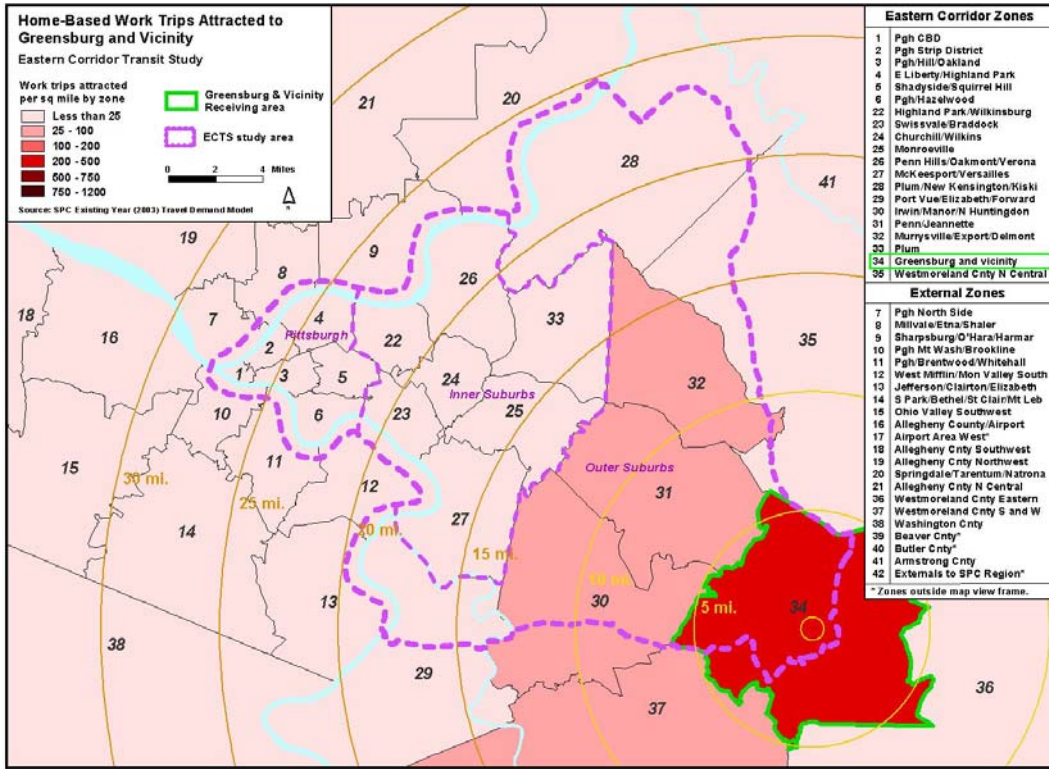 Home-Based Work Trips Attracted to
Greensburg and Vicinity
Eastern Corridor Transit Study
Work trips attracted
per sq mile by zone
Less than 25
25 - 100
100 - 200
200 - 500
500 - 750
750 - 1200
Greensburg & Vicinity
Receiving area
ECTS study area
0 2 4 Miles
N
Source: SPC Existing Year (2003) Travel Demand Model
Eastern Corridor Zones
1 Pgh CBD
2 Pgh Strip District
3 Pgh/Hill/Oakland
4 E Liberty/Highland Park
5 Shadyside/Squirrel Hill
6 Pgh/Hazelwood
22 Highland Park/Wilkinsburg
23 Swissvale/Braddock
24 Churchill/Wilkins
25 Monroeville
26 Penn Hills/Oakmont/Verona
27 McKeesport/Versailles
28 Plum/New Kensington/Kiski
29 Port Vue/Elizabeth/Forward
30 Irwin/Manor/N Huntingdon
31 Penn/Jeannette
32 Murrysville/Export/Delmont
33 Plum
34 Greensburg and vicinity
35 Westmoreland Cnty N Central
External Zones
7 Pgh North Side
8 Millvale/Etna/Shaler
9 Sharpsburg/O'Hara/Harmar
10 Pgh Mt Wash/Brookline
11 Pgh/Brentwood/Whitehall
12 West Mifflin/Mon Valley South
13 Jefferson/Clairton/Elizabeth
14 S Park/Bethel/St Clair/Mt Leb
15 Ohio Valley Southwest
16 Allegheny County/Airport
17 Airport Area West*
18 Allegheny Cnty Southwest
19 Allegheny Cnty Northwest
20 Springdale/Tarentum/Natrona
21 Allegheny Cnty N Central
36 Westmoreland Cnty Eastern
37 Westmoreland Cnty S and W
38 Washington Cnty
39 Beaver Cnty*
40 Butler Cnty*
41 Armstrong Cnty
42 Externals to SPC Region*
* Zones outside map view frame.
21
20
28
41
19
9
8
26
18
16
7
4
33
35
Pittsburgh
22
2
1
3
5
24
32
Inner Suburbs
10
6
23
25
15
11
Outer Suburbs
30 mi.
12
31
25 mi.
14
20 mi.
27
15 mi.
10 mi.
13
30
5 mi.
34
38
29
37
36